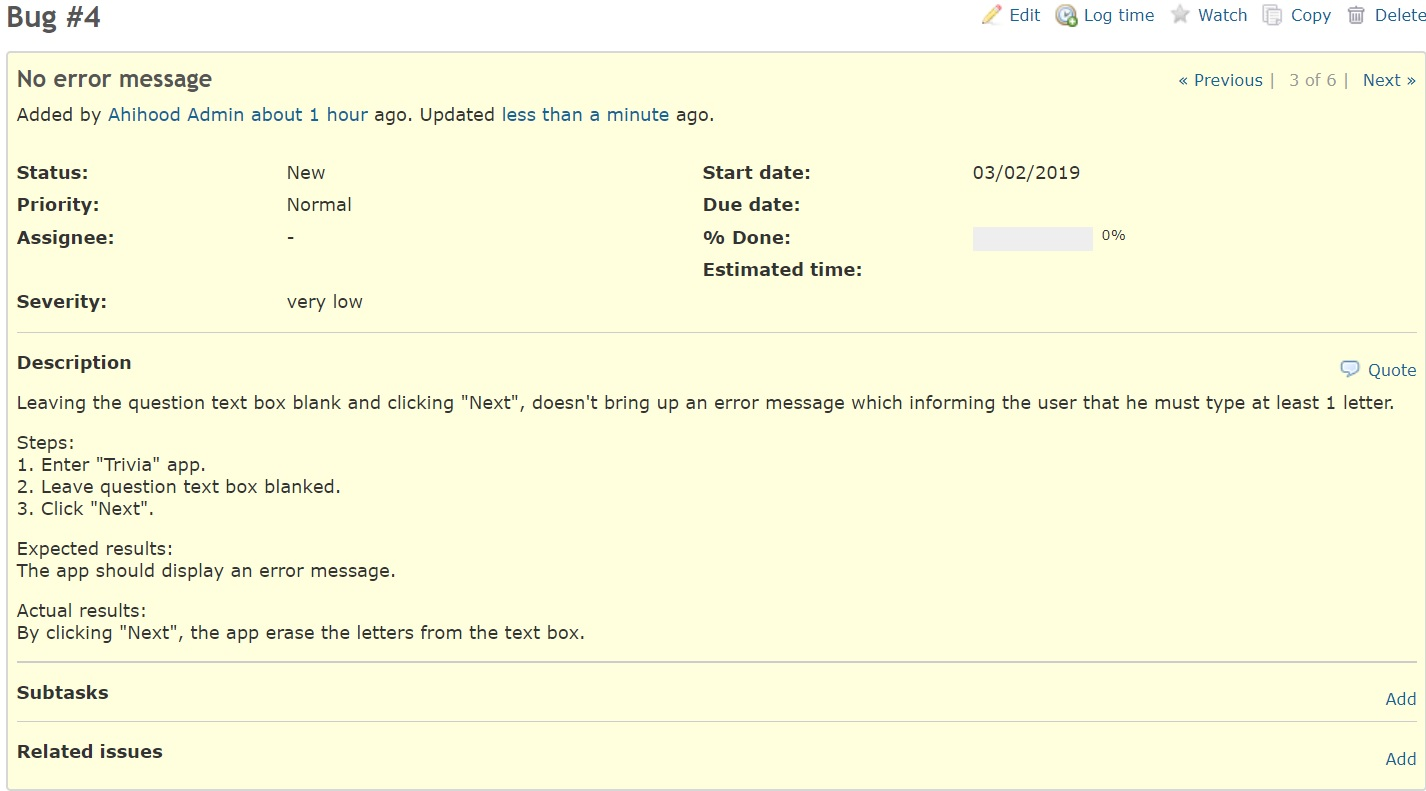 Bug #4
Edit Log time Watch Copy Delete
No error message
« Previous | 3 of 6 | Next »
Added by Ahihood Admin about 1 hour ago. Updated less than a minute ago.
Status: New Start date: 03/02/2019
Priority: Normal Due date:
Assignee: - % Done: 0%
Estimated time:
Severity: very low
Description
Quote
Leaving the question text box blank and clicking "Next", doesn't bring up an error message which informing the user that he must type at least 1 letter.
Steps:
1. Enter "Trivia" app.
2. Leave question text box blanked.
3. Click "Next".
Expected results:
The app should display an error message.
Actual results:
By clicking "Next", the app erase the letters from the text box.
Subtasks
Add
Related issues
Add